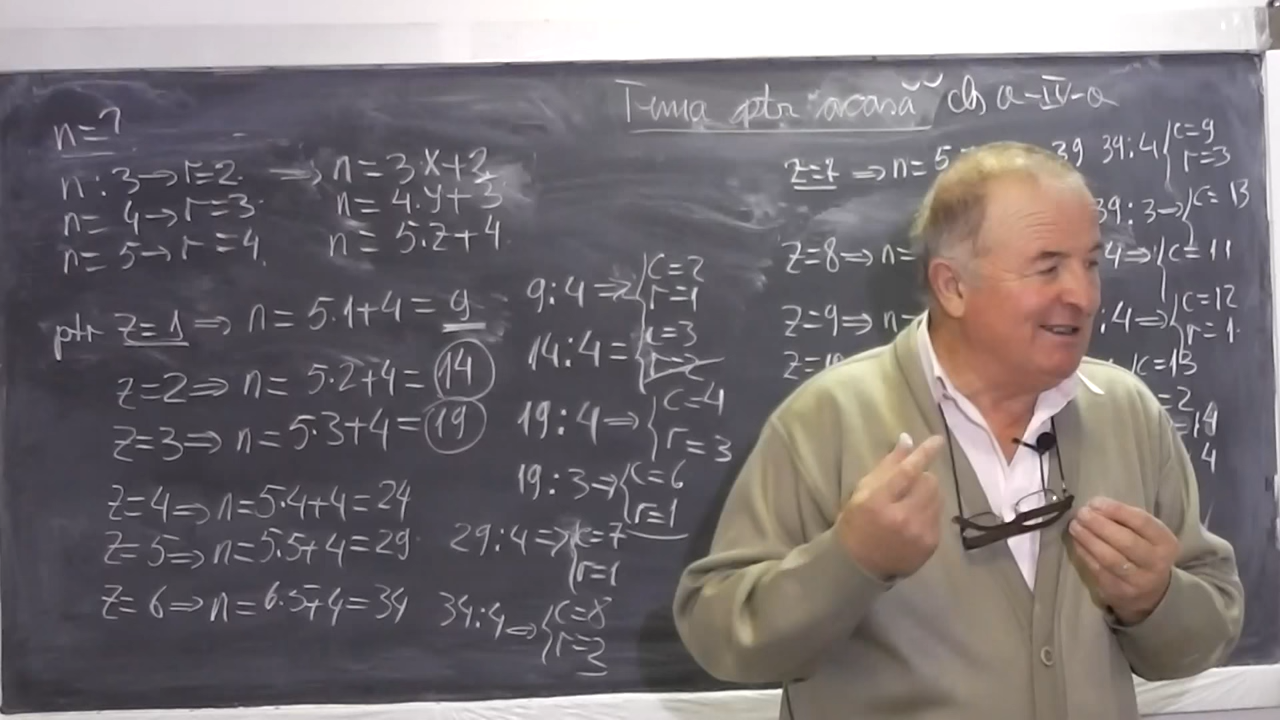 Tema ptr "acasă" cls a-IV-a
n=?
n:3→r=2. ⟹ n=3.x+2
n= 4→r=3. n=4.y+3
n= 5→r=4. n=5.z+4
ptr z=1 ⟹ n=5.1+4=9
9:4⟹{c=2
r=1
z=2⟹ n=5.2+4=14
14:4={c=3
r=2
z=3⟹ n=5.3+4=19
19:4⟹{c=4
r=3
19:3⟹{c=6
r=1
z=4⟹n=5.4+4=24
z=5⟹n=5.5+4=29
29:4⟹{c=7
r=1
z=6⟹n=6.5+4=34
34:4⟹{c=8
r=2
z=7 ⟹n=5 39 39:4{c=9
r=3
39:3→{c=13
z=8⟹n= 4⟹{c=11
z=9⟹n= :4⟹{c=12
r=1.
c=13
=2
4